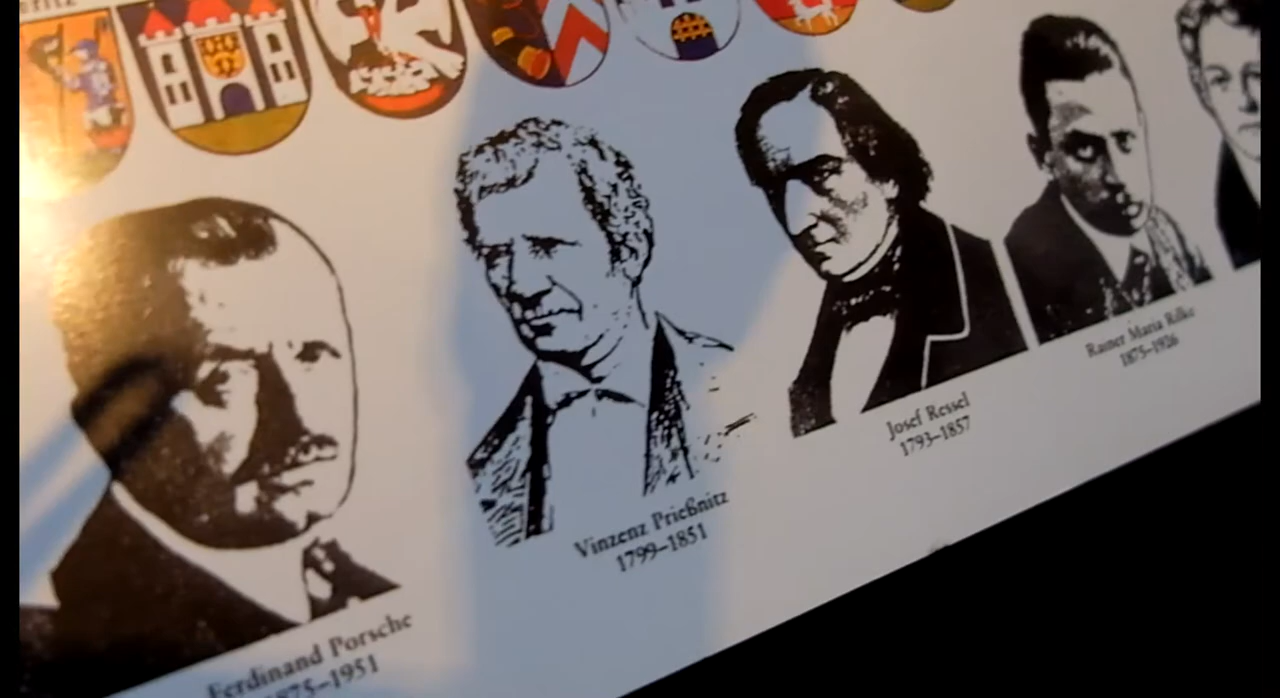 Ferdinand Porsche
1875–1951
Vinzenz Prießnitz
1799–1851
Josef Ressel
1793–1857
Rainer Maria Rilke
1875–1926